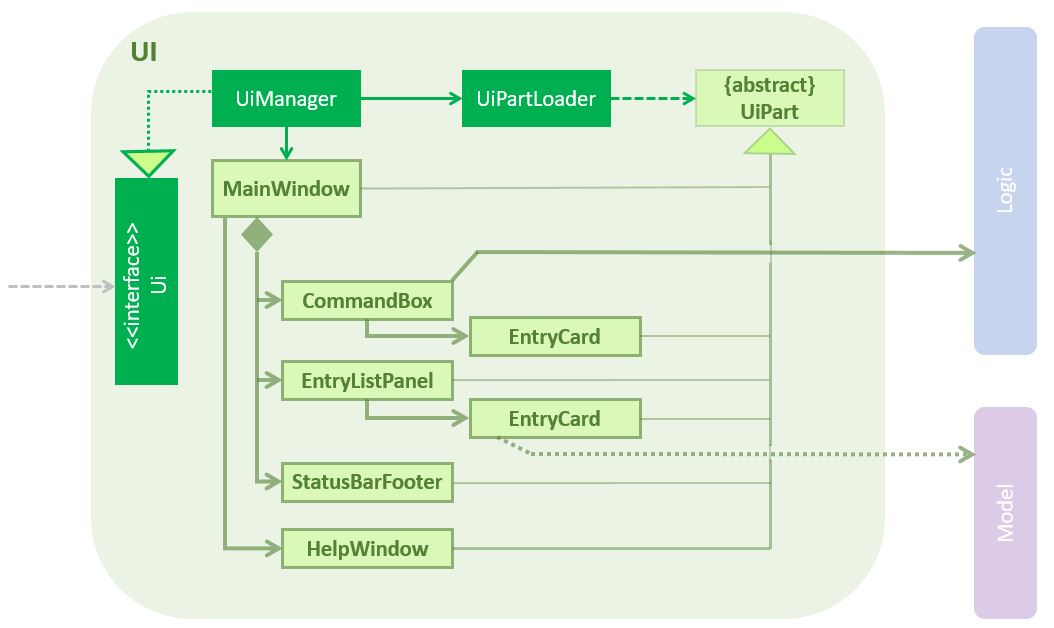 UI
UiManager
UiPartLoader
{abstract}
UiPart
MainWindow
<<interface>>
Ui
CommandBox
EntryCard
EntryListPanel
EntryCard
StatusBarFooter
HelpWindow
Logic
Model